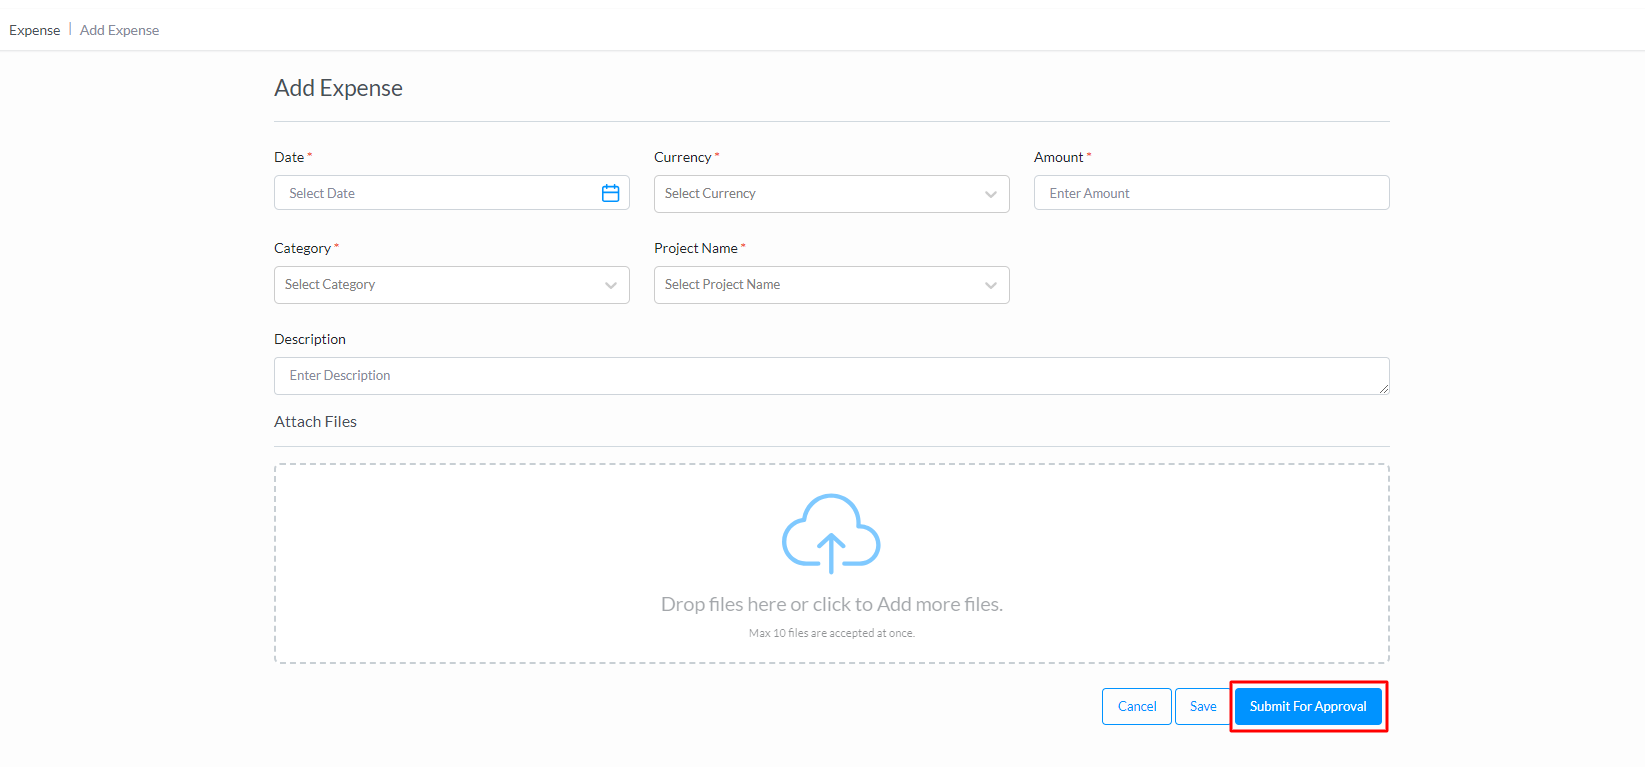 Expense | Add Expense
Add Expense
Date * Currency * Amount *
Select Date Select Currency Enter Amount
Category * Project Name *
Select Category Select Project Name
Description
Enter Description
Attach Files
Drop files here or click to Add more files.
Max 10 files are accepted at once.
Cancel Save Submit For Approval